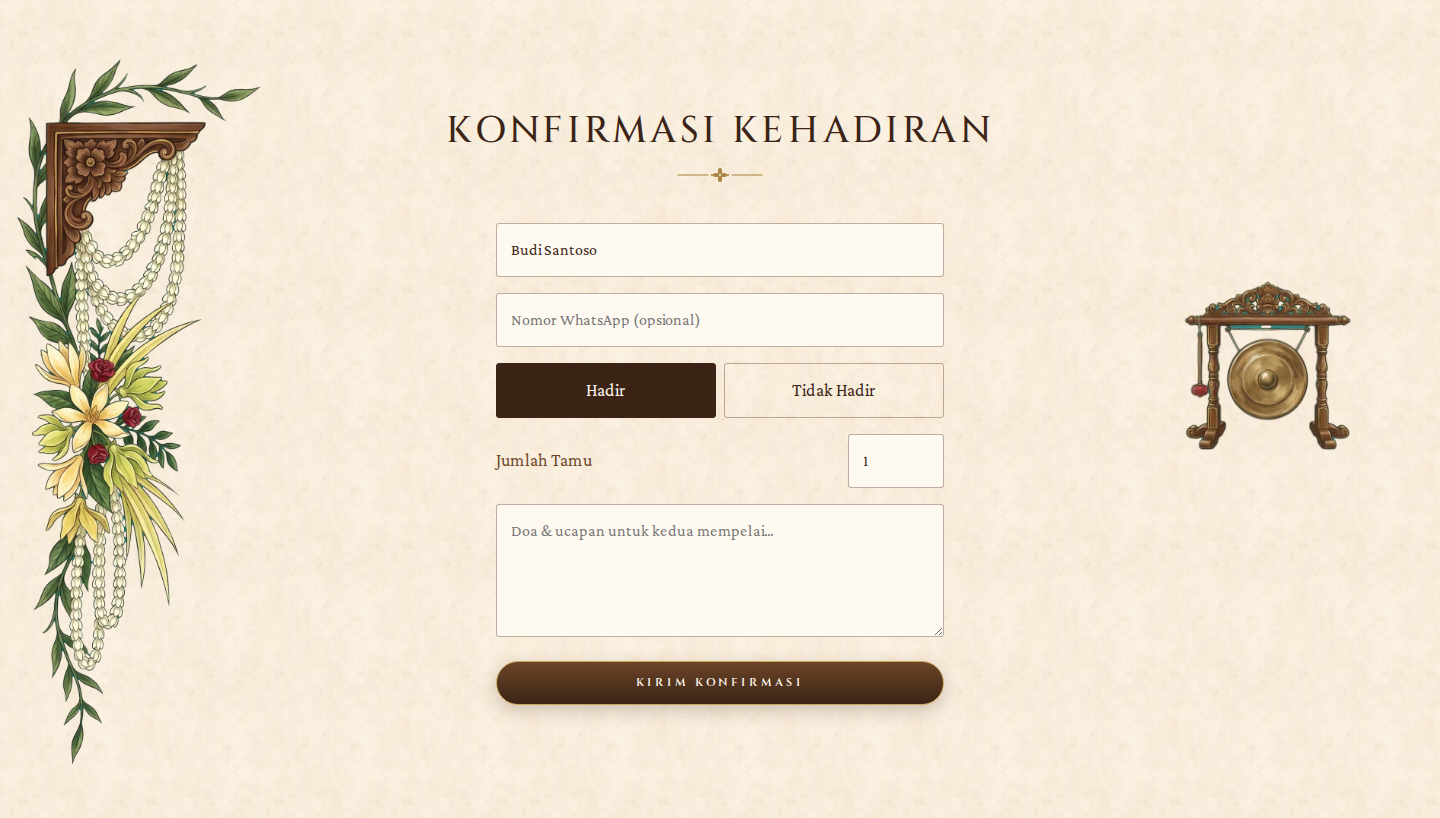 KONFIRMASI KEHADIRAN
Budi Santoso
Nomor WhatsApp (opsional)
Hadir
Tidak Hadir
Jumlah Tamu
1
Doa & ucapan untuk kedua mempelai...
KIRIM KONFIRMASI